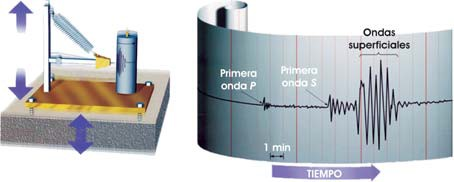 Ondas
superficiales
Primera
onda P
Primera
onda S
1 min
TIEMPO